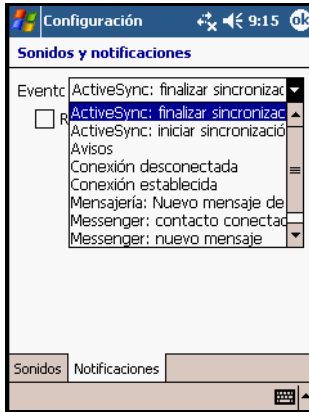 Configuración 9:15 ok
Sonidos y notificaciones
Evento ActiveSync: finalizar sincronizac
R
ActiveSync: finalizar sincronizac
ActiveSync: iniciar sincronizació
Avisos
Conexión desconectada
Conexión establecida
Mensajería: Nuevo mensaje de
Messenger: contacto conectad
Messenger: nuevo mensaje
Sonidos Notificaciones